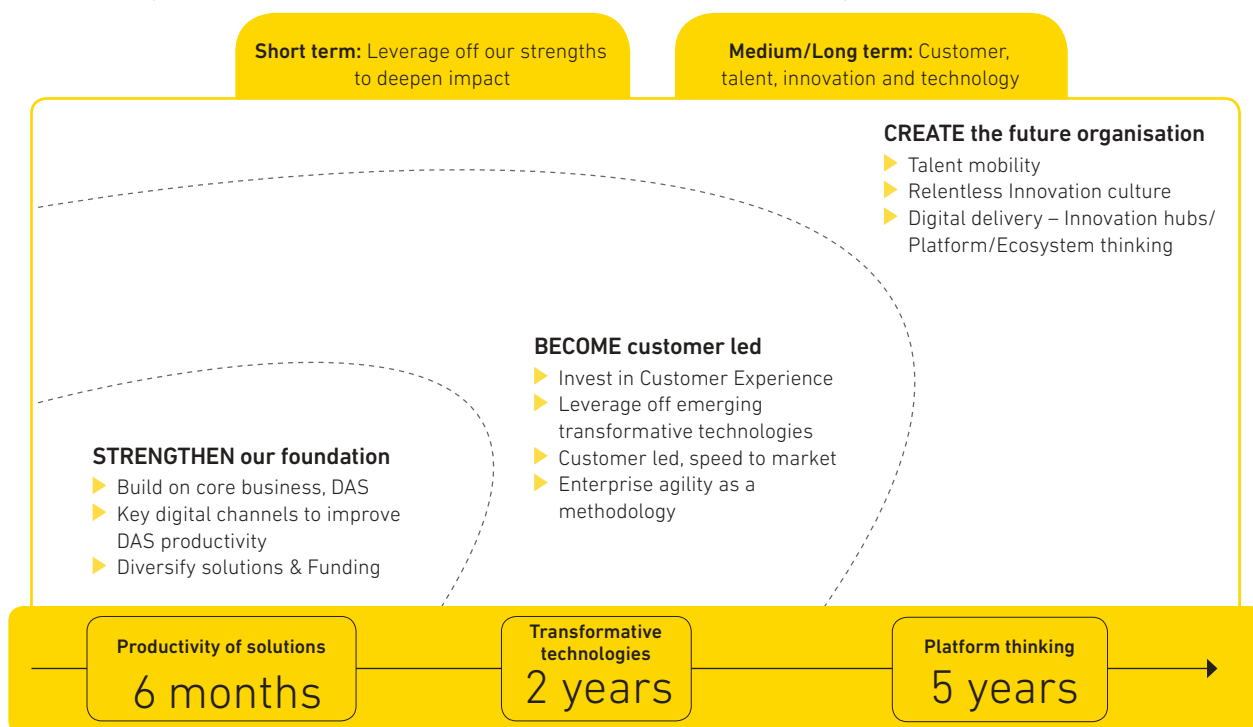 Short term: Leverage off our strengths
to deepen impact
Medium/Long term: Customer,
talent, innovation and technology
CREATE the future organisation
Talent mobility
Relentless Innovation culture
Digital delivery – Innovation hubs/
Platform/Ecosystem thinking
BECOME customer led
Invest in Customer Experience
Leverage off emerging
transformative technologies
Customer led, speed to market
Enterprise agility as a
methodology
STRENGTHEN our foundation
Build on core business, DAS
Key digital channels to improve
DAS productivity
Diversify solutions & Funding
Productivity of solutions
6 months
Transformative
technologies
2 years
Platform thinking
5 years